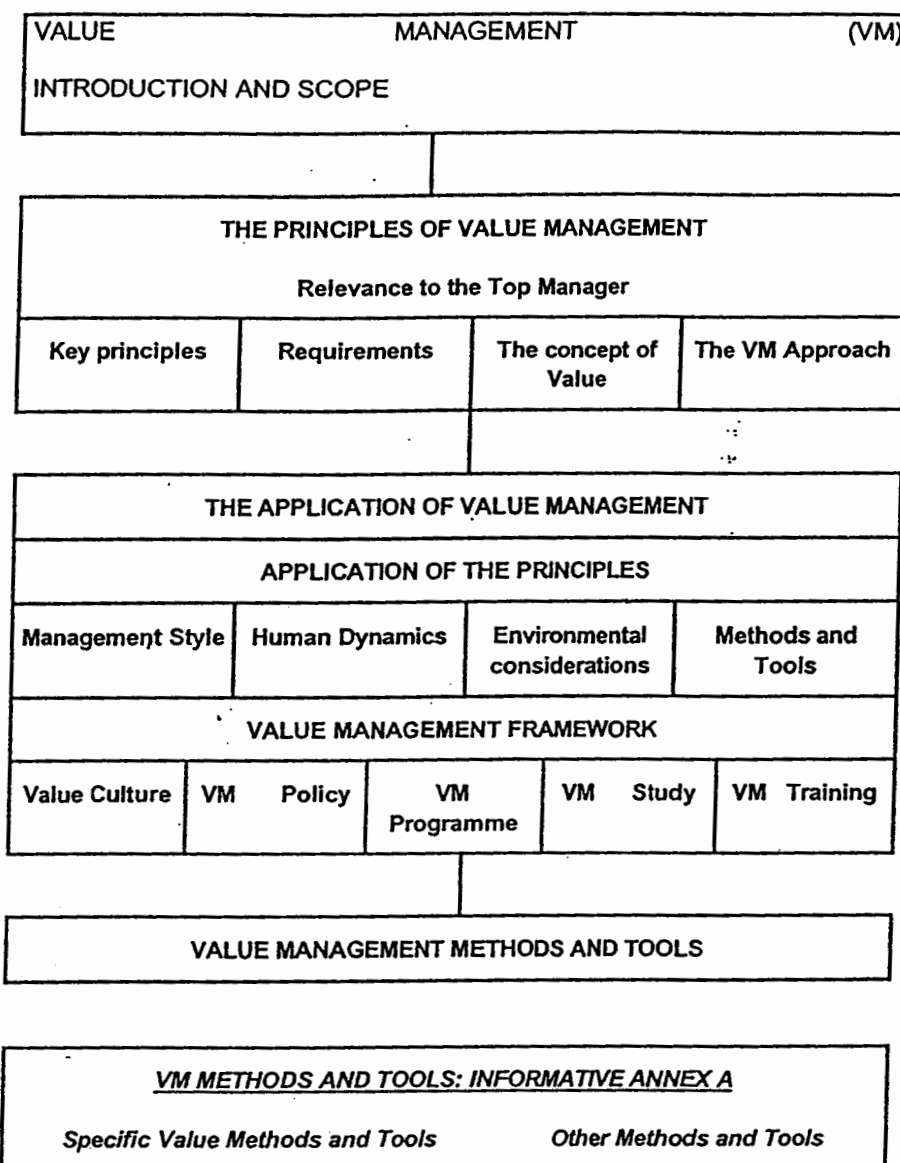 VALUE MANAGEMENT (VM)
INTRODUCTION AND SCOPE
THE PRINCIPLES OF VALUE MANAGEMENT
Relevance to the Top Manager
Key principles Requirements The concept of Value The VM Approach
THE APPLICATION OF VALUE MANAGEMENT
APPLICATION OF THE PRINCIPLES
Management Style Human Dynamics Environmental considerations Methods and Tools
VALUE MANAGEMENT FRAMEWORK
Value Culture VM Policy VM Programme VM Study VM Training
VALUE MANAGEMENT METHODS AND TOOLS
VM METHODS AND TOOLS: INFORMATIVE ANNEX A
Specific Value Methods and Tools Other Methods and Tools